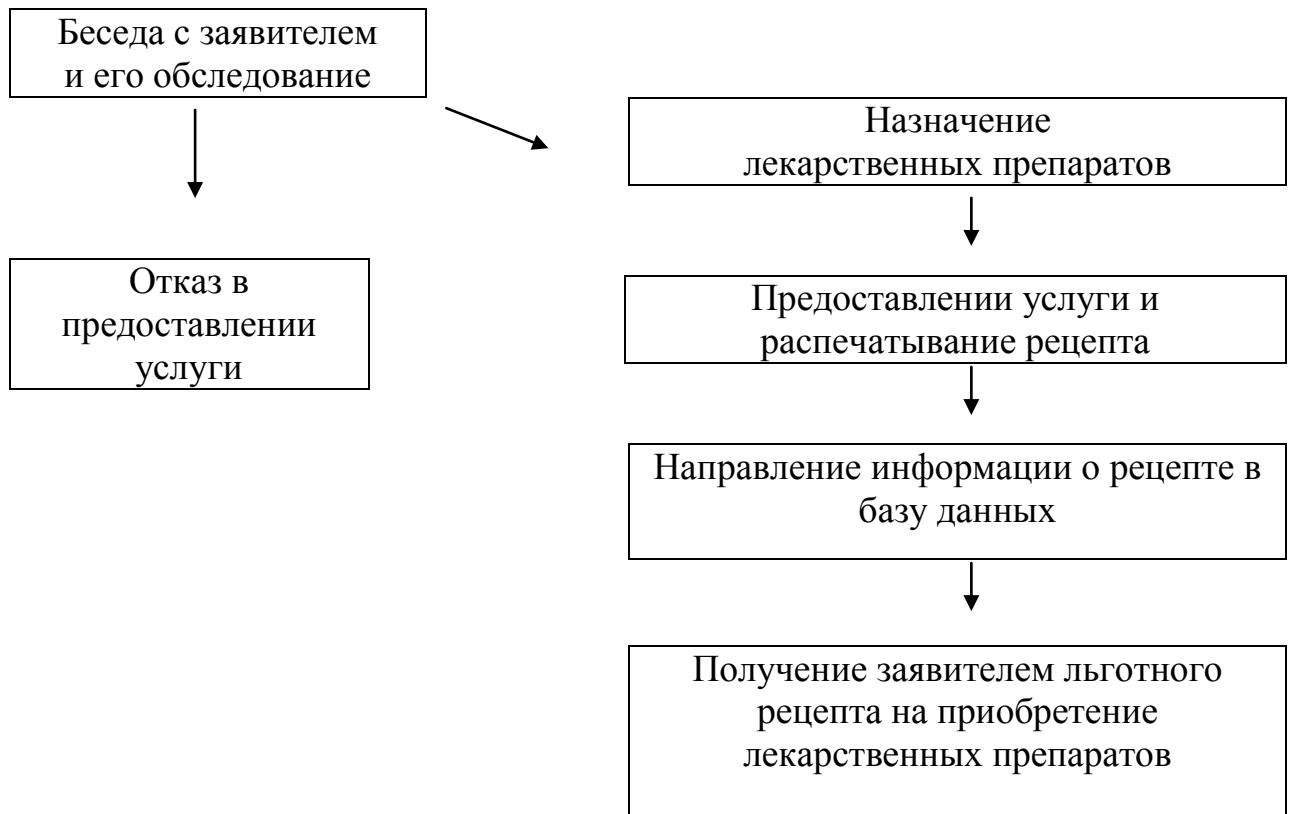 Беседа с заявителем
и его обследование
Назначение
лекарственных препаратов
Отказ в
предоставлении
услуги
Предоставлении услуги и
распечатывание рецепта
Направление информации о рецепте в
базу данных
Получение заявителем льготного
рецепта на приобретение
лекарственных препаратов